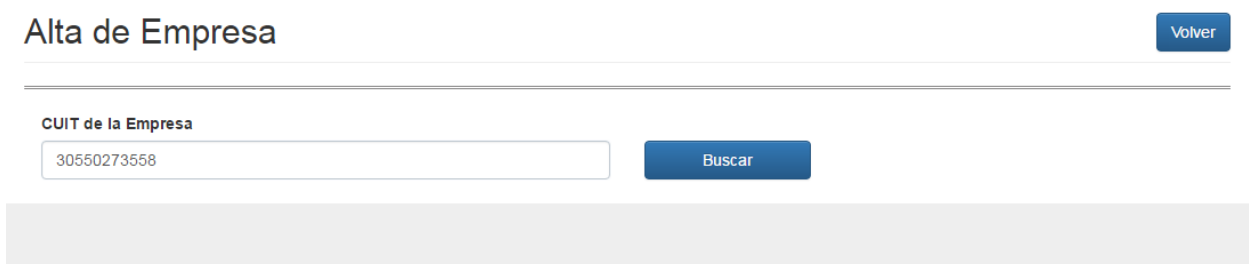 Alta de Empresa
Volver
CUIT de la Empresa
30550273558
Buscar